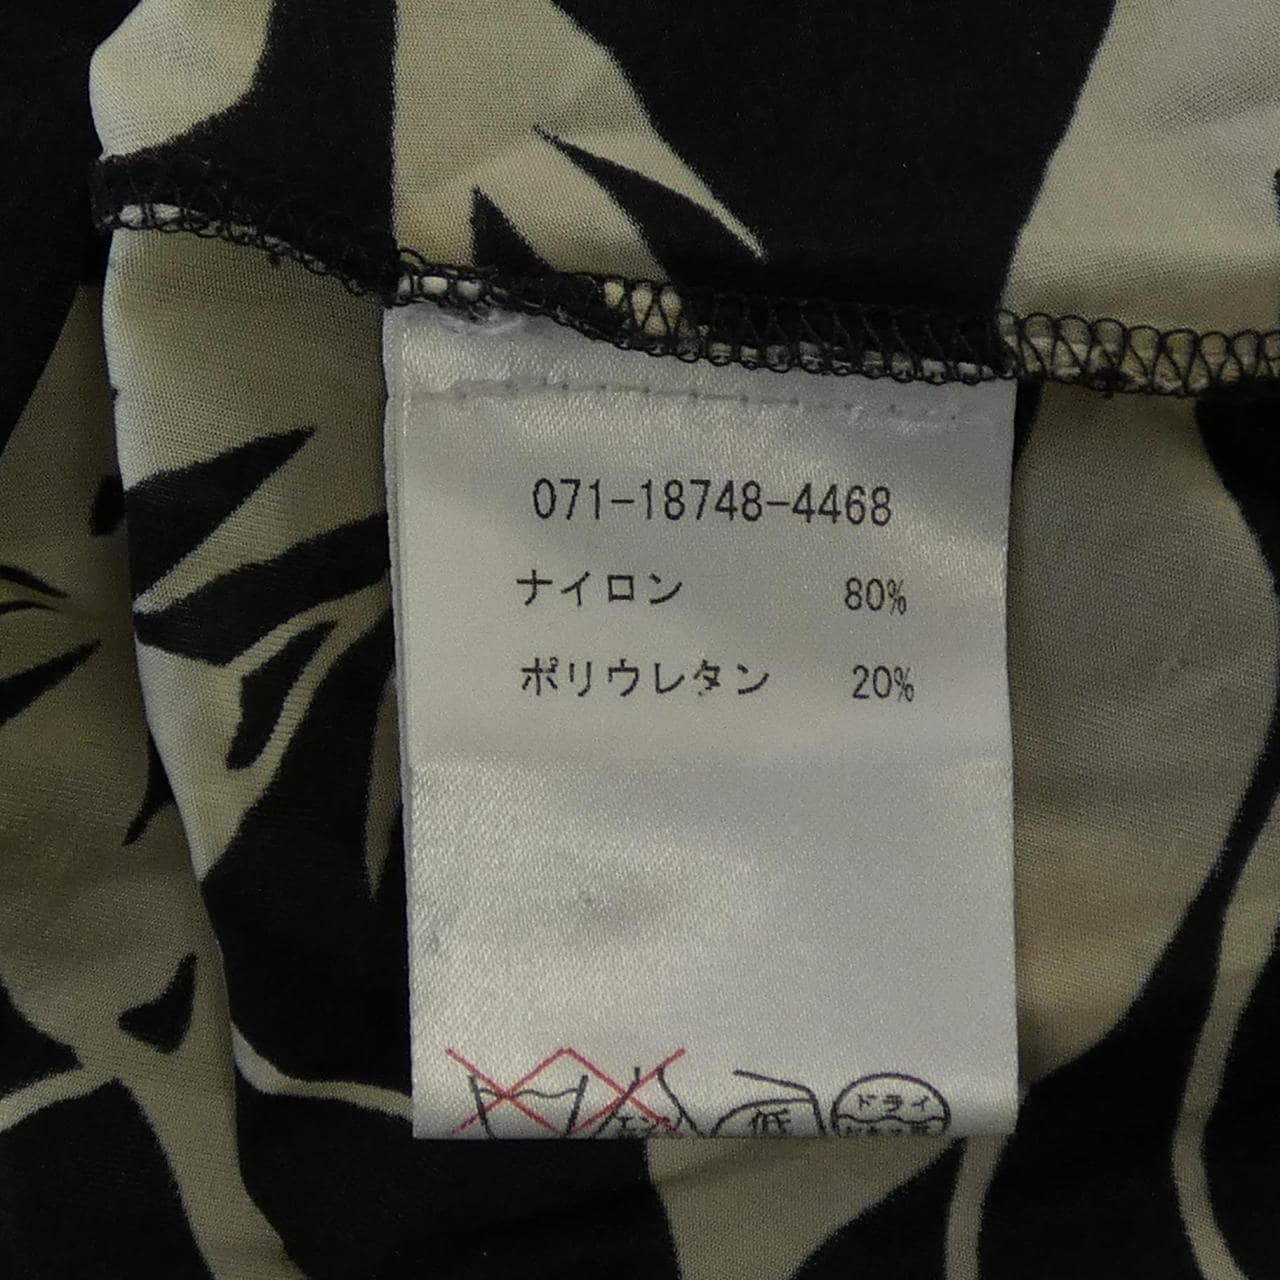 071-18748-4468
ナイロン 80%
ポリウレタン 20%
低 ドライ